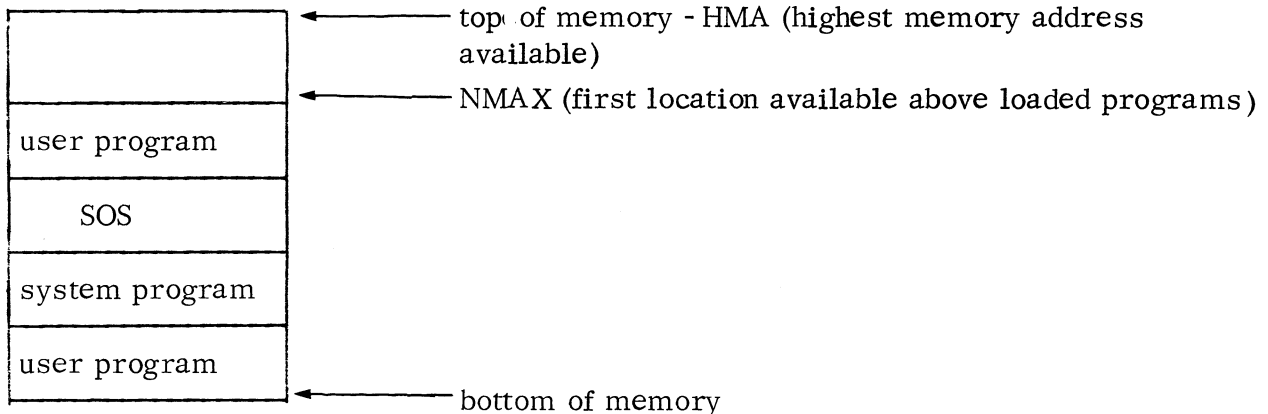 top of memory - HMA (highest memory address
available)
NMAX (first location available above loaded programs)
user program
SOS
system program
user program
bottom of memory